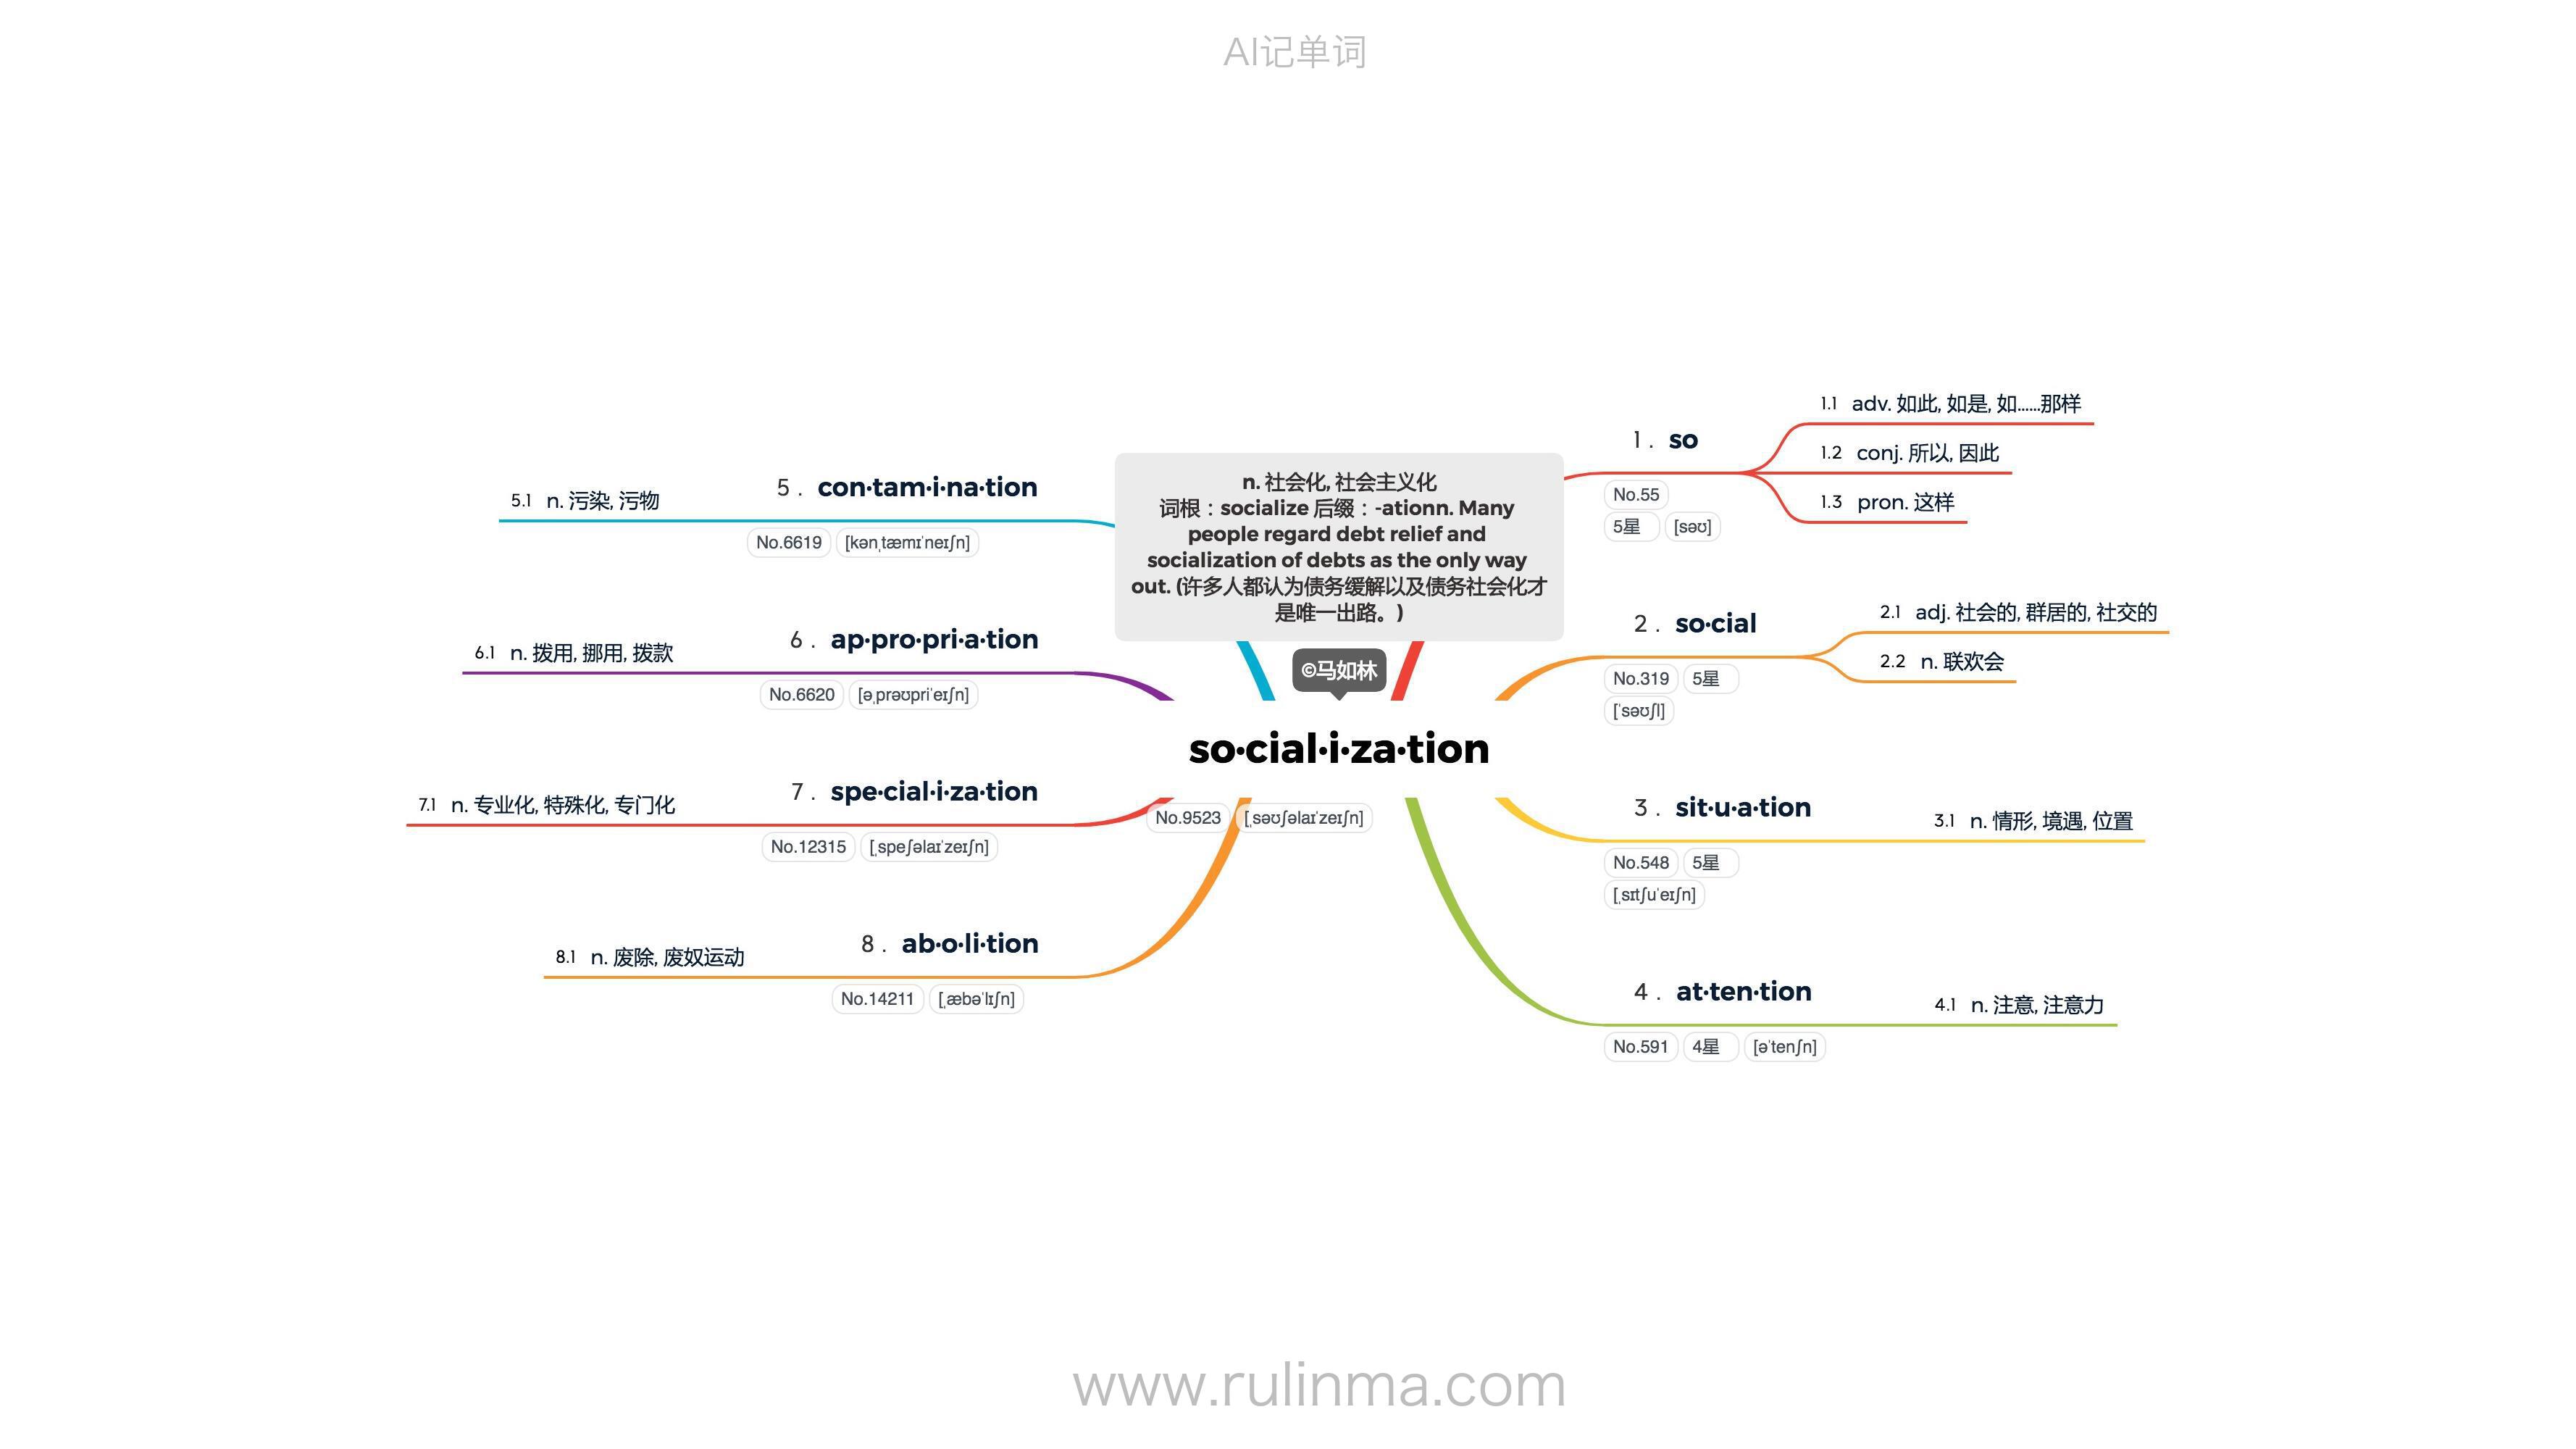 AI记单词
n. 社会化, 社会主义化
词根：socialize 后缀：-ationn. Many
people regard debt relief and
socialization of debts as the only way
out. (许多人都认为债务缓解以及债务社会化才
是唯一出路。)
©马如林
so·cial·i·za·tion
No.9523 [ˌsəʊʃəlaɪˈzeɪʃn]
1 . so
No.55
5星 [səʊ]
1.1 adv. 如此, 如是, 如……那样
1.2 conj. 所以, 因此
1.3 pron. 这样
2 . so·cial
No.319 5星
[ˈsəʊʃl]
2.1 adj. 社会的, 群居的, 社交的
2.2 n. 联欢会
3 . sit·u·a·tion
No.548 5星
[ˌsɪtʃuˈeɪʃn]
3.1 n. 情形, 境遇, 位置
4 . at·ten·tion
No.591 4星 [əˈtenʃn]
4.1 n. 注意, 注意力
5 . con·tam·i·na·tion
No.6619 [kənˌtæmɪˈneɪʃn]
5.1 n. 污染, 污物
6 . ap·pro·pri·a·tion
No.6620 [əˌprəʊpriˈeɪʃn]
6.1 n. 拨用, 挪用, 拨款
7 . spe·cial·i·za·tion
No.12315 [ˌspeʃəlaɪˈzeɪʃn]
7.1 n. 专业化, 特殊化, 专门化
8 . ab·o·li·tion
No.14211 [ˌæbəˈlɪʃn]
8.1 n. 废除, 废奴运动
www.rulinma.com